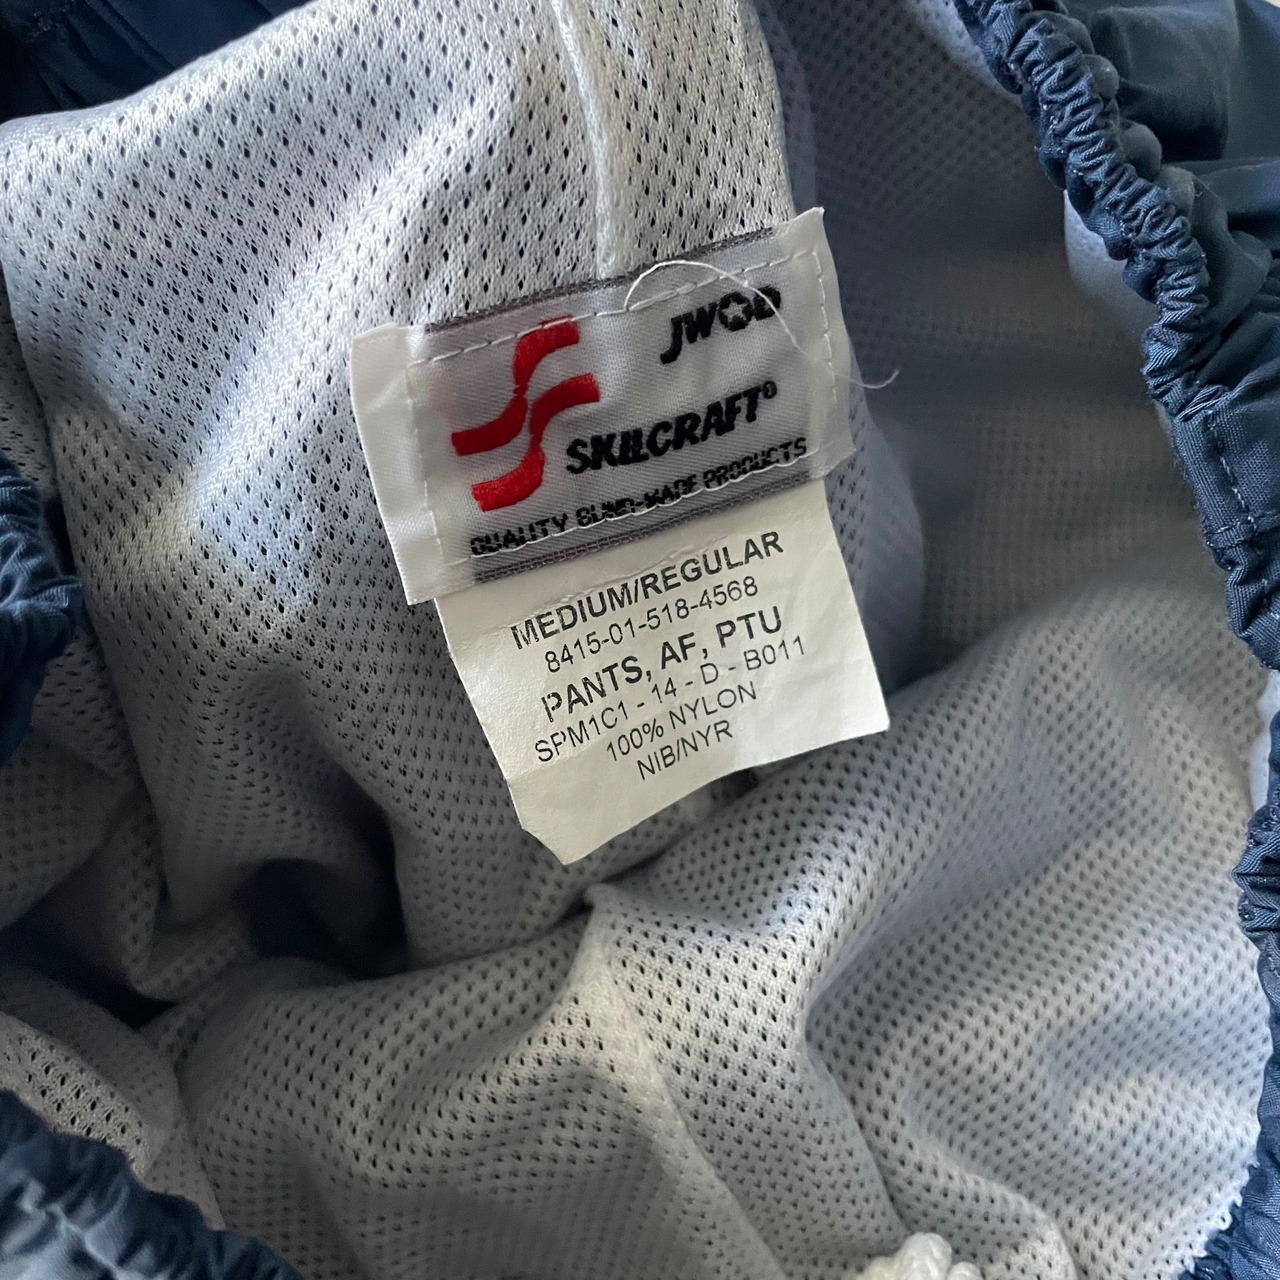 JWOD
SKILCRAFT®
QUALITY BLIND-MADE PRODUCTS
MEDIUM/REGULAR
8415-01-518-4568
PANTS, AF, PTU
SPM1C1 - 14 - D - B011
100% NYLON
NIB/NYR